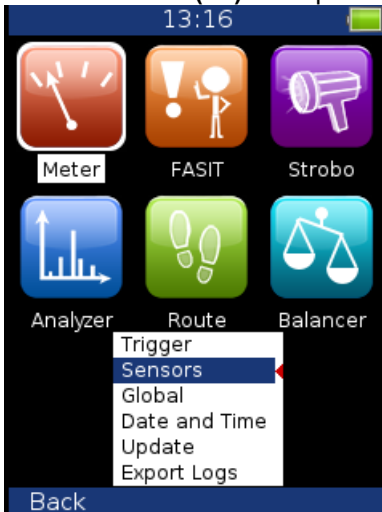 13:16
Meter FASIT Strobo
Analyzer Route Balancer
Trigger
Sensors
Global
Date and Time
Update
Export Logs
Back